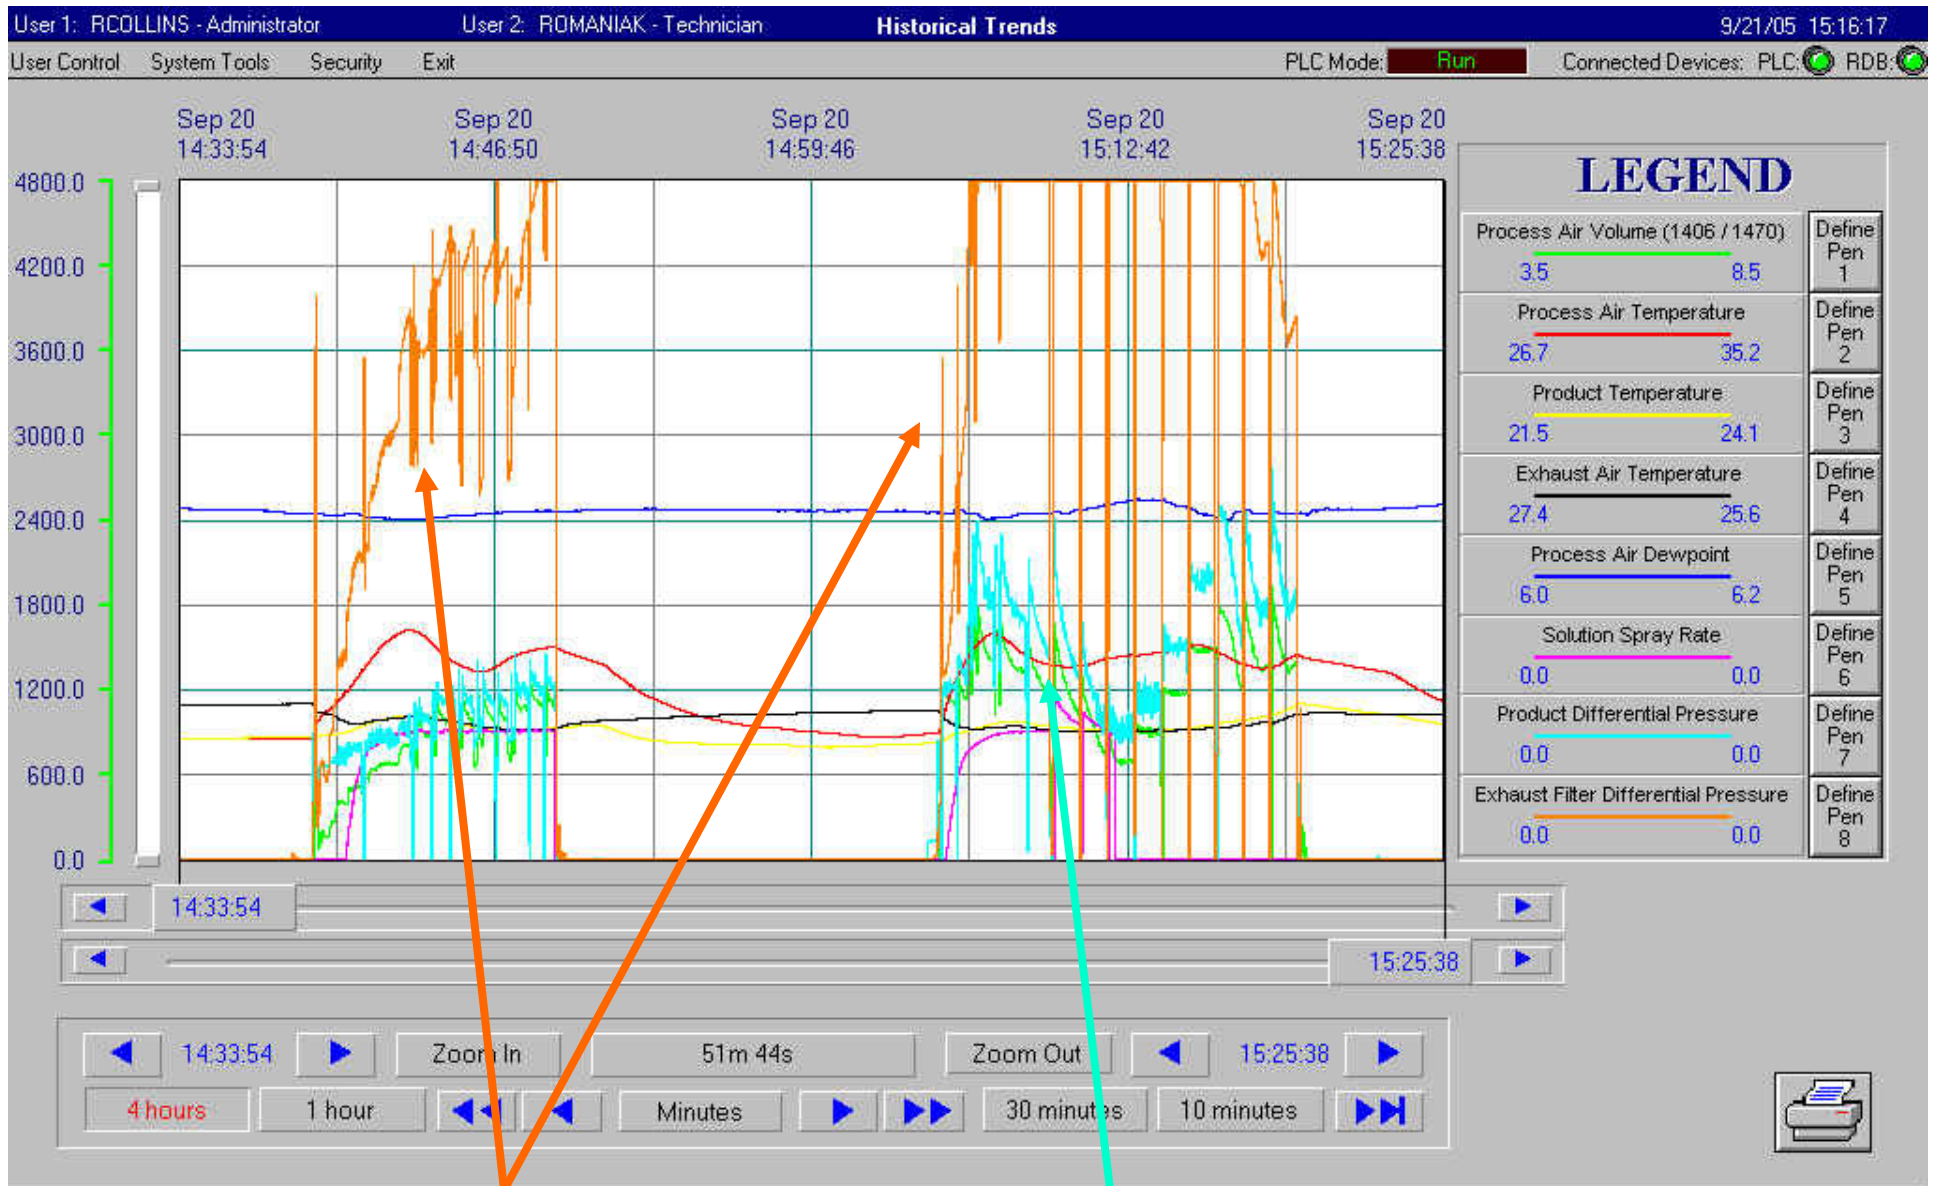 User 1: RCOLLINS - Administrator User 2: ROMANIAK - Technician Historical Trends 9/21/05 15:16:17
User Control System Tools Security Exit PLC Mode: Run Connected Devices: PLC: RDB:
Sep 20 Sep 20 Sep 20 Sep 20 Sep 20
14:33:54 14:46:50 14:59:46 15:12:42 15:25:38
4800.0
4200.0
3600.0
3000.0
2400.0
1800.0
1200.0
600.0
0.0
LEGEND
Process Air Volume (1406 / 1470)
3.5 8.5
Define
Pen
1
Process Air Temperature
26.7 35.2
Define
Pen
2
Product Temperature
21.5 24.1
Define
Pen
3
Exhaust Air Temperature
27.4 25.6
Define
Pen
4
Process Air Dewpoint
6.0 6.2
Define
Pen
5
Solution Spray Rate
0.0 0.0
Define
Pen
6
Product Differential Pressure
0.0 0.0
Define
Pen
7
Exhaust Filter Differential Pressure
0.0 0.0
Define
Pen
8
14:33:54
15:25:38
14:33:54 Zoom In 51m 44s Zoom Out 15:25:38
4 hours 1 hour Minutes 30 minutes 10 minutes